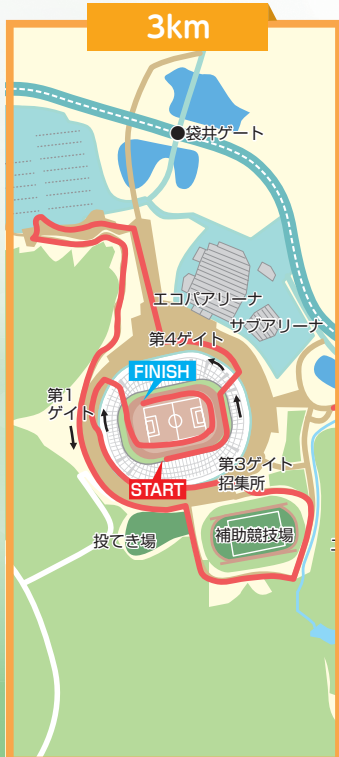 3km
袋井ゲート
エコパアリーナ
サブアリーナ
第4ゲイト
FINISH
第1
ゲイト
第3ゲイト
招集所
START
補助競技場
投てき場